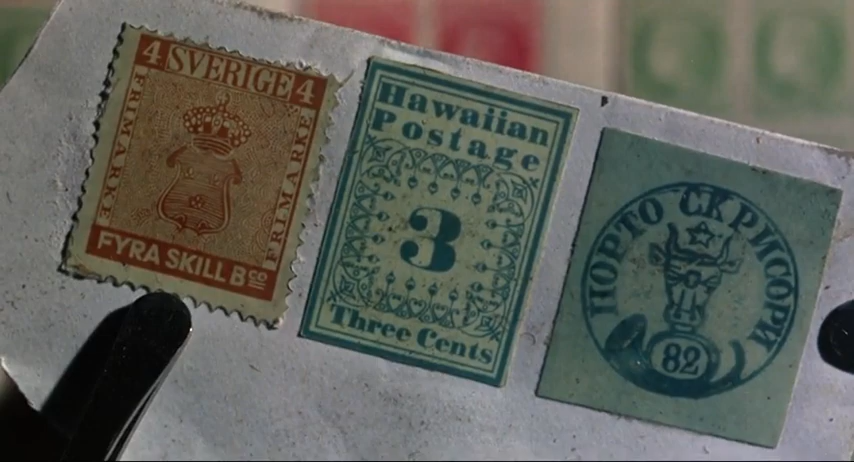 4 SVERIGE 4
FRIMARKE
FRIMARKE
FYRA SKILL Bco
Hawaiian
Postage
3
Three Cents
ПОРТО СКРИСОРИ
82